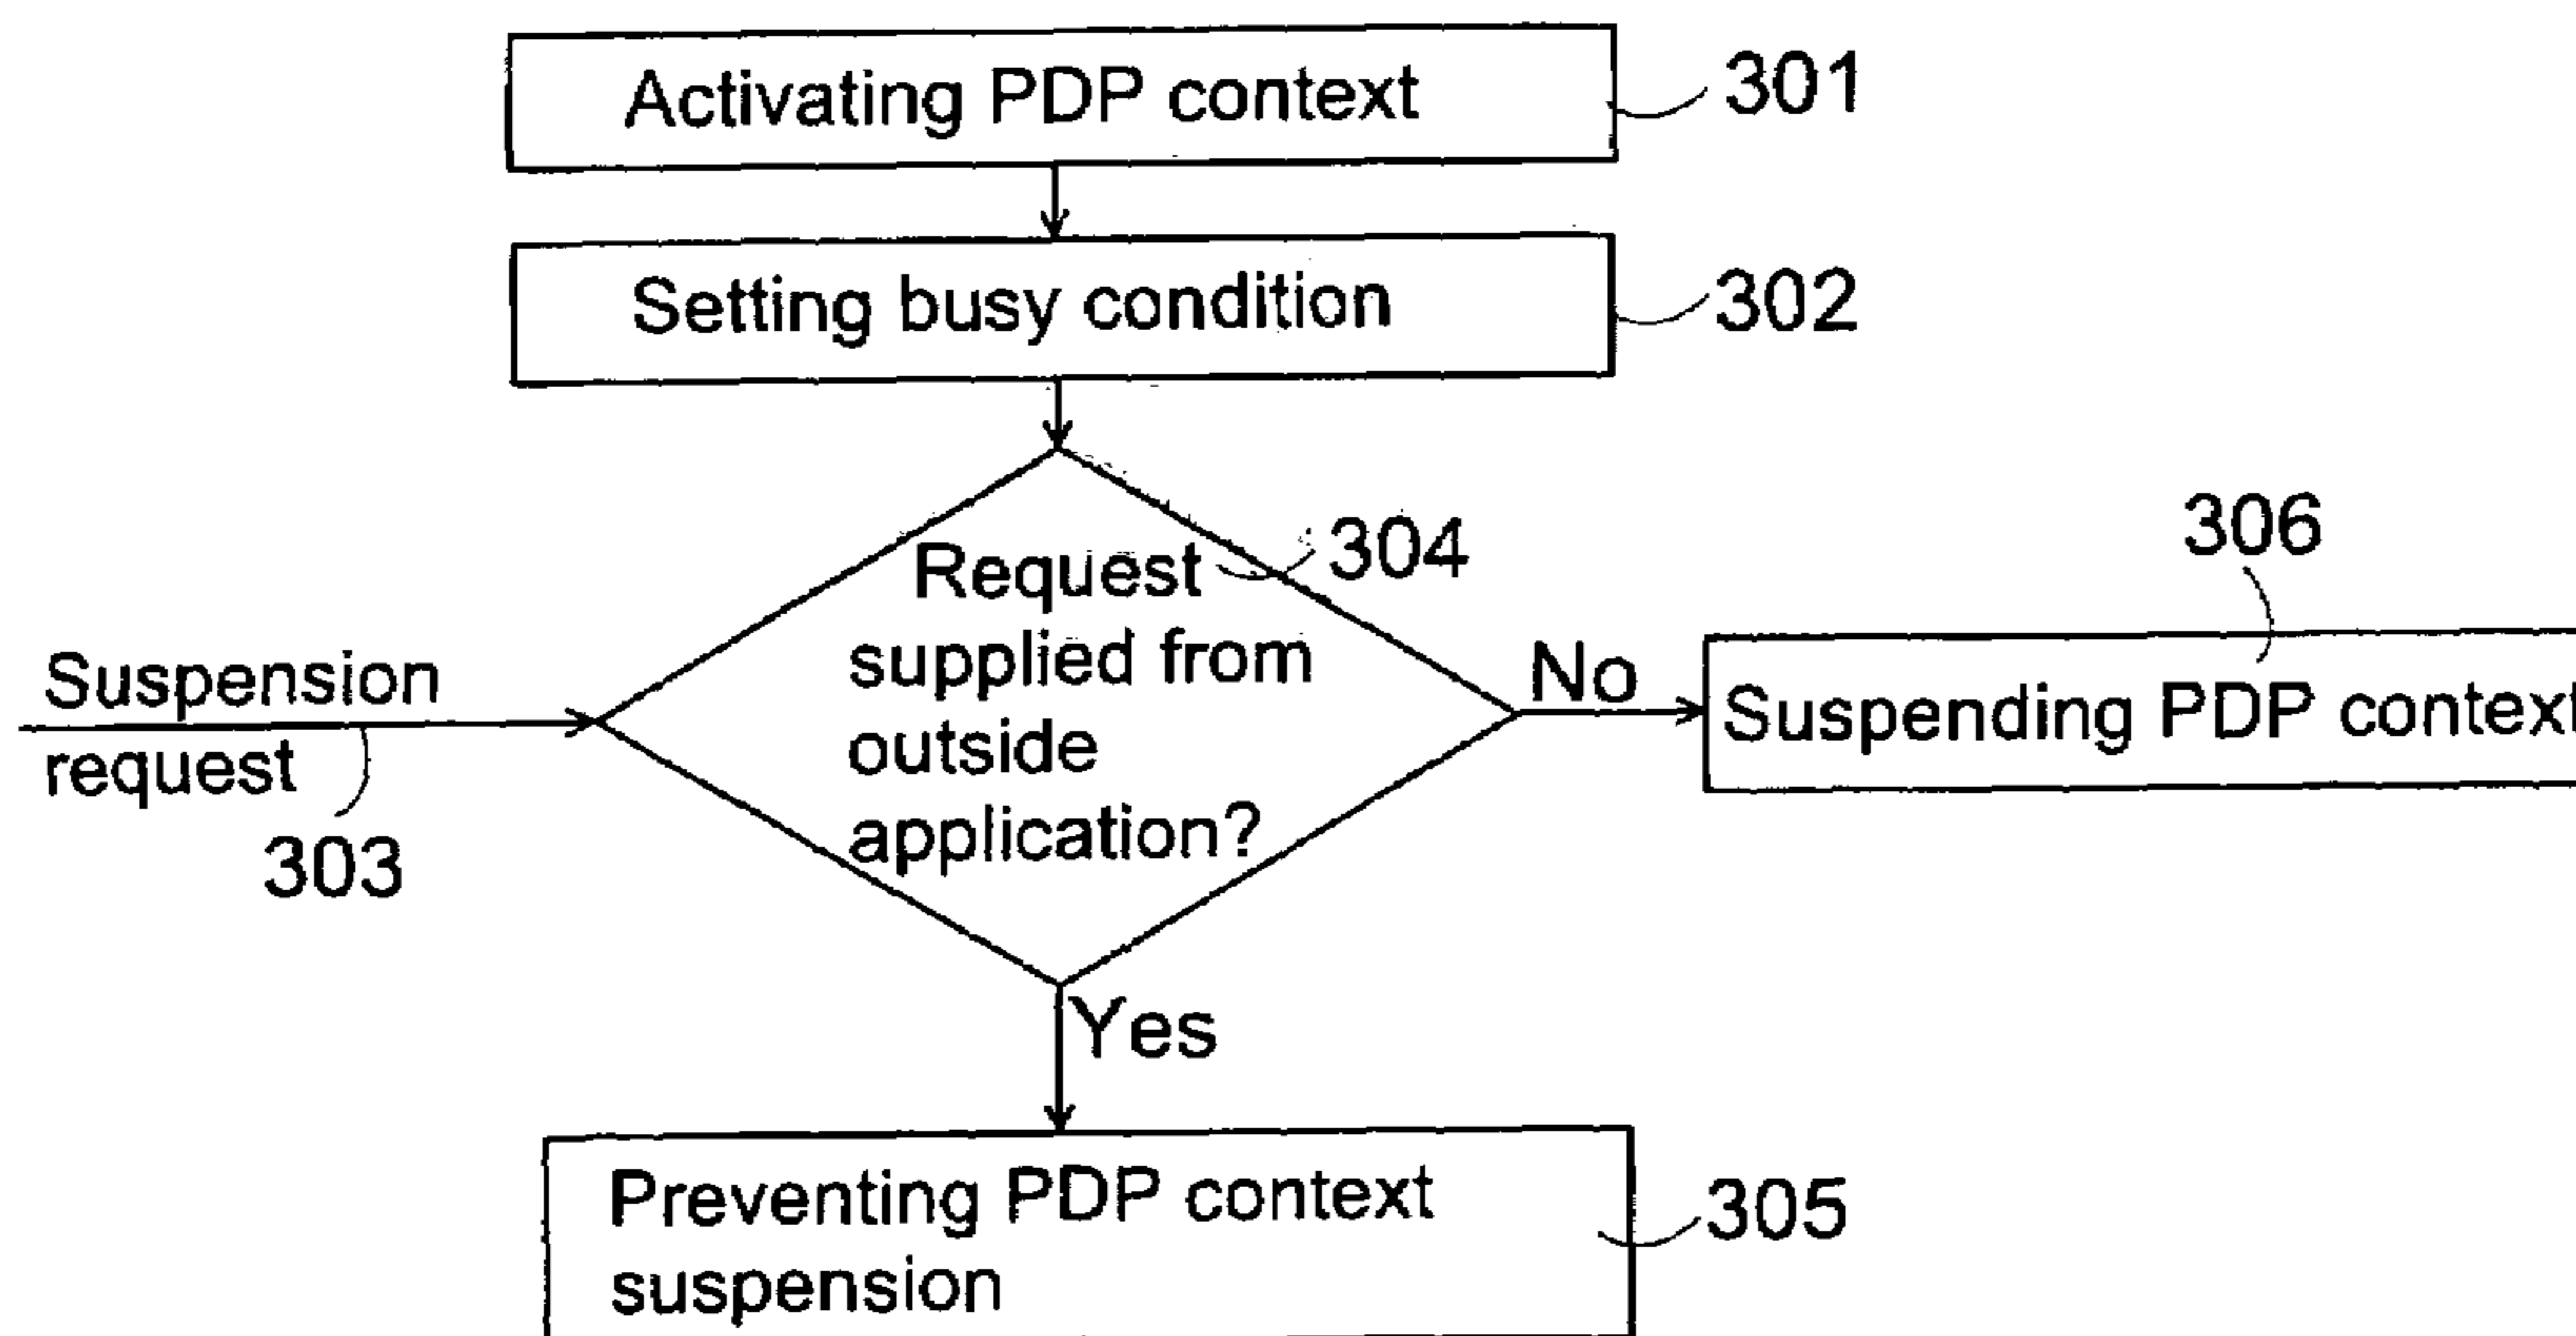 Activating PDP context
301
Setting busy condition
302
Request
304
supplied from
outside
application?
Suspension
request
303
No
306
Suspending PDP context
Yes
Preventing PDP context
suspension
305